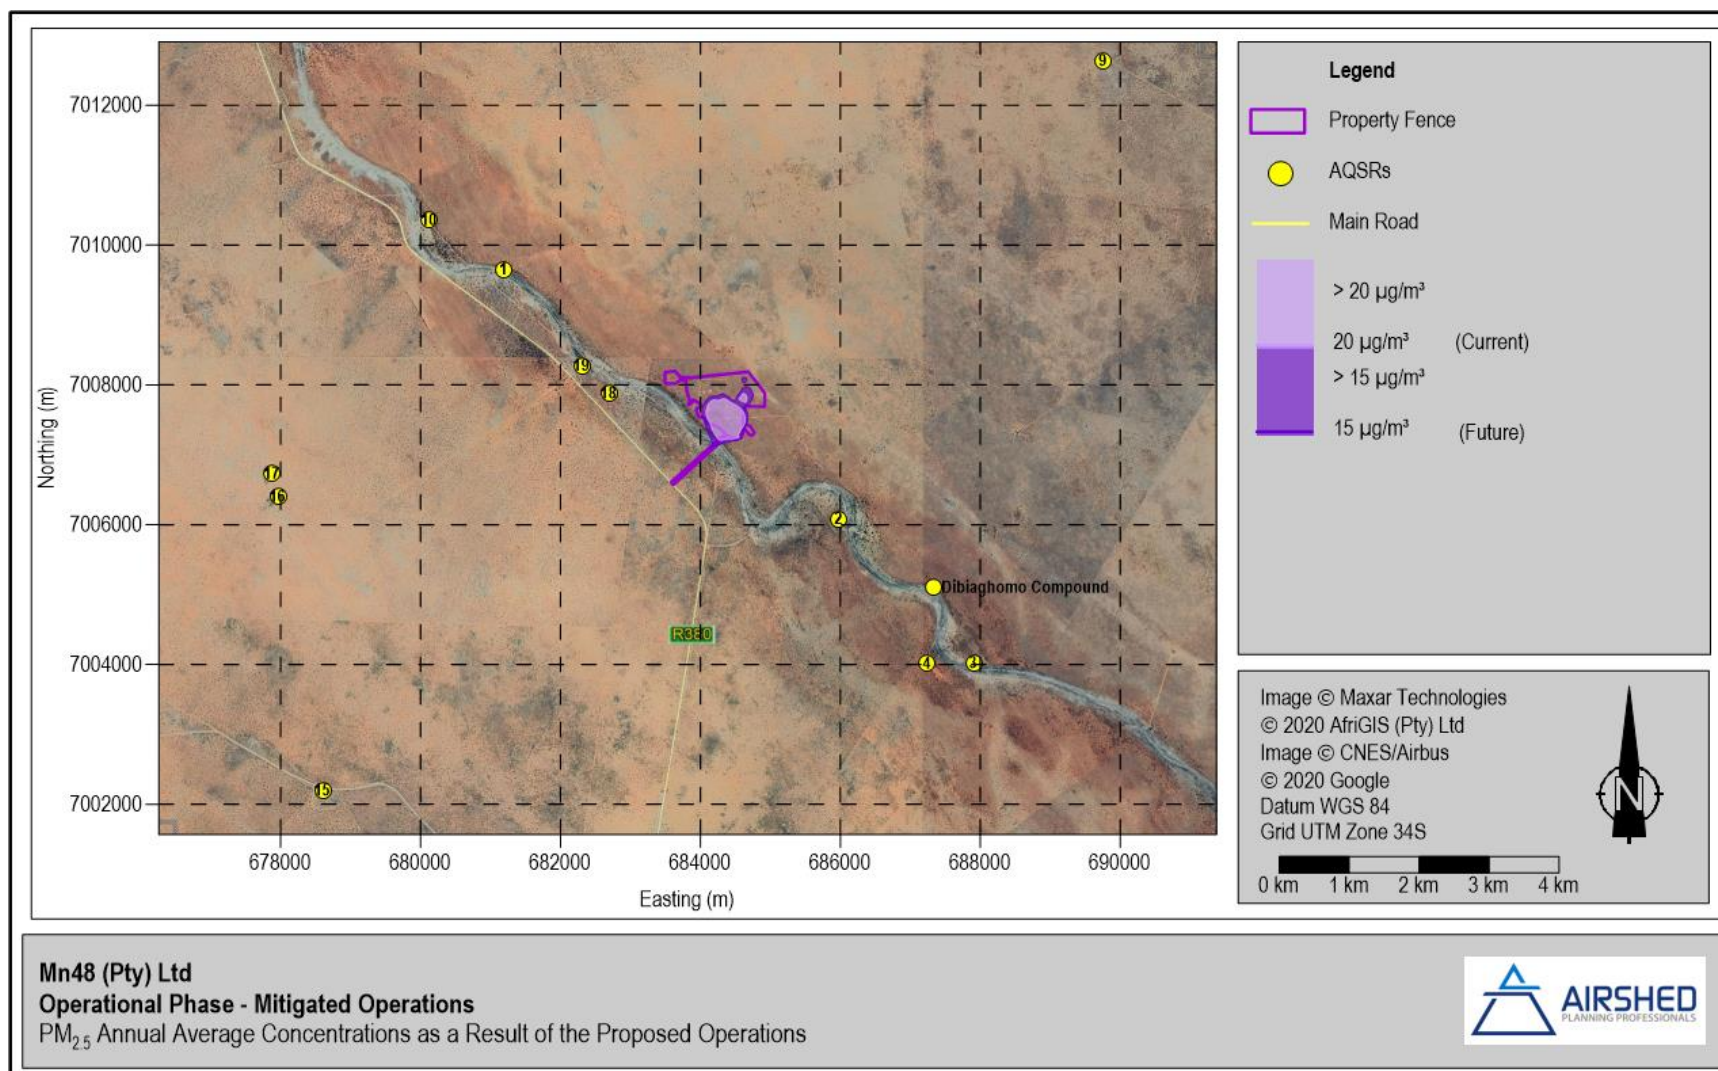 7012000
7010000
7008000
7006000
7004000
7002000
Northing (m)
678000 680000 682000 684000 686000 688000 690000
Easting (m)
9
10
1
19
18
17
16
2
Dibiaghomo Compound
R380
4 3
15
Legend
Property Fence
AQSRs
Main Road
> 20 µg/m³
20 µg/m³ (Current)
> 15 µg/m³
15 µg/m³ (Future)
Image © Maxar Technologies
© 2020 AfriGIS (Pty) Ltd
Image © CNES/Airbus
© 2020 Google
Datum WGS 84
Grid UTM Zone 34S
N
0 km 1 km 2 km 3 km 4 km
Mn48 (Pty) Ltd
Operational Phase - Mitigated Operations
PM2.5 Annual Average Concentrations as a Result of the Proposed Operations
AIRSHED
PLANNING PROFESSIONALS